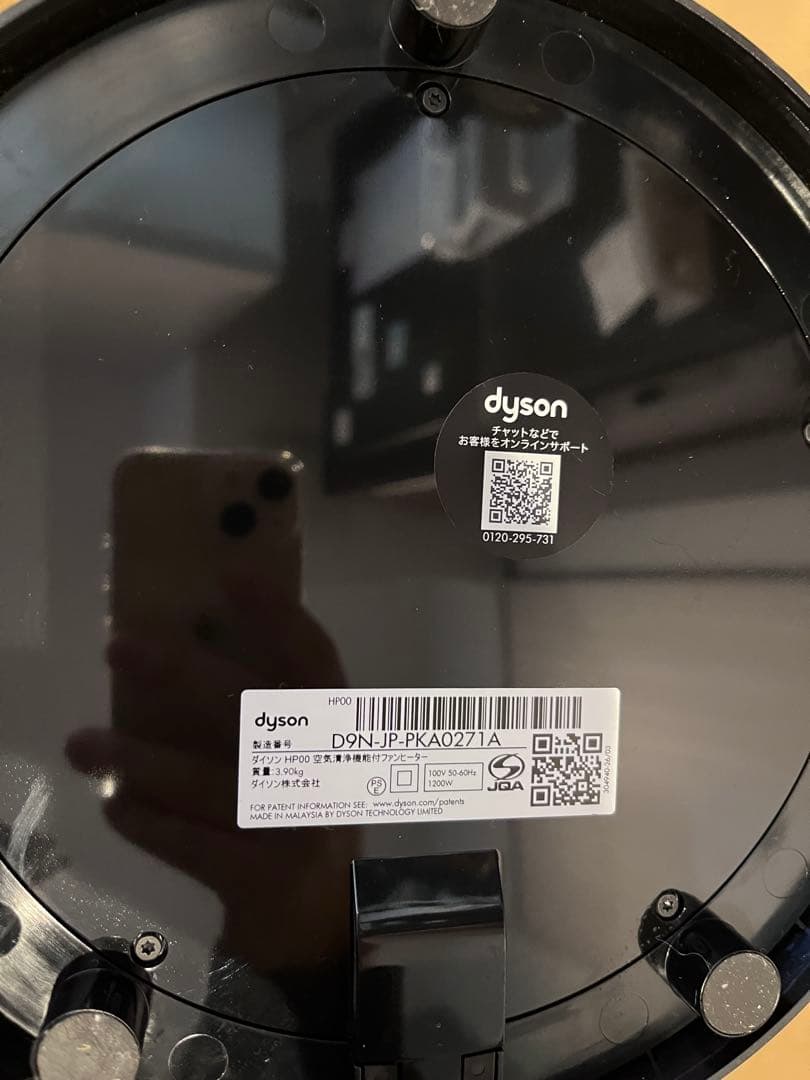 dyson
チャットなどで
お客様をオンラインサポート
0120-295-731
HP00
dyson
製造番号 D9N-JP-PKA0271A
ダイソン HP00 空気清浄機能付ファンヒーター
質量:3.90kg
ダイソン株式会社
PS
E
100V 50-60Hz
1200W
JQA
FOR PATENT INFORMATION SEE: www.dyson.com/patents
MADE IN MALAYSIA BY DYSON TECHNOLOGY LIMITED
304940-26/03